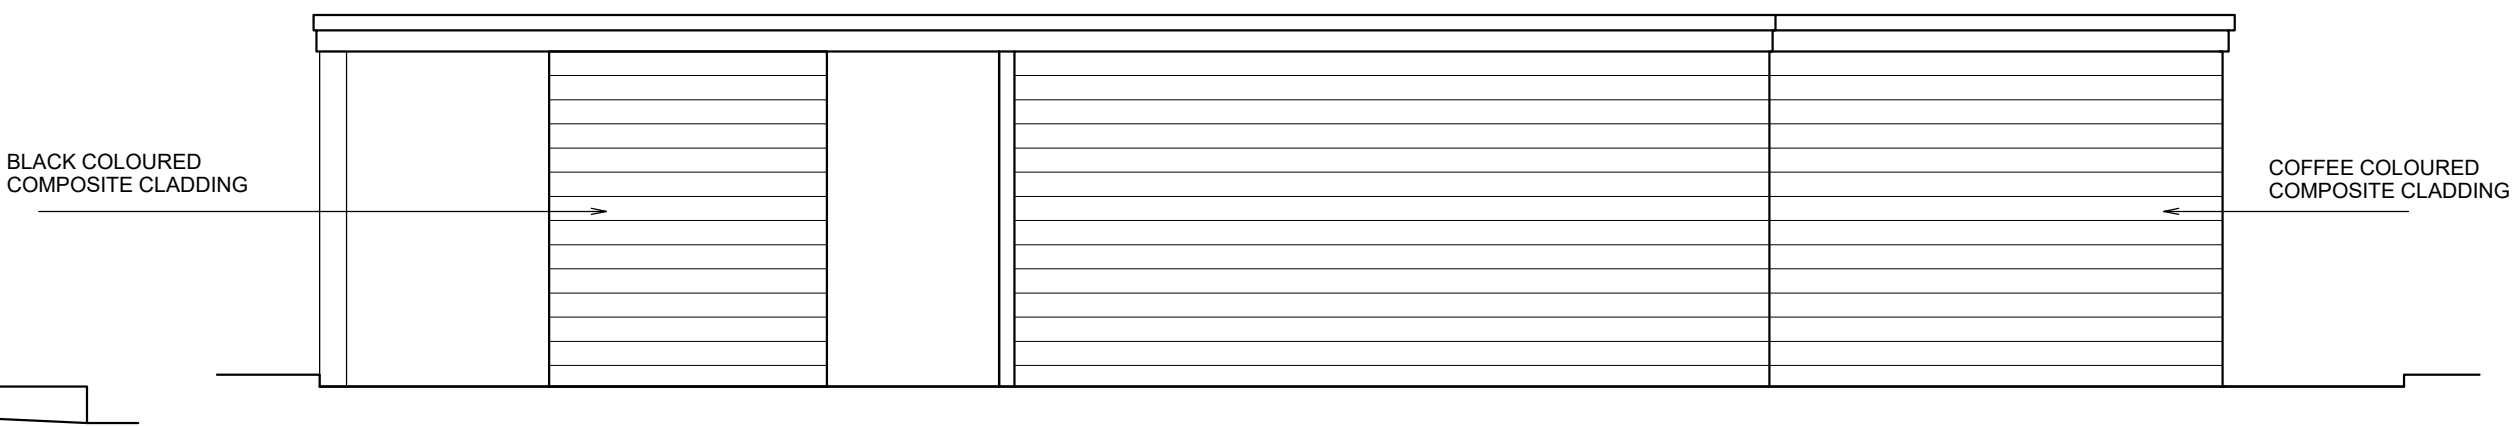 BLACK COLOURED
COMPOSITE CLADDING
COFFEE COLOURED
COMPOSITE CLADDING